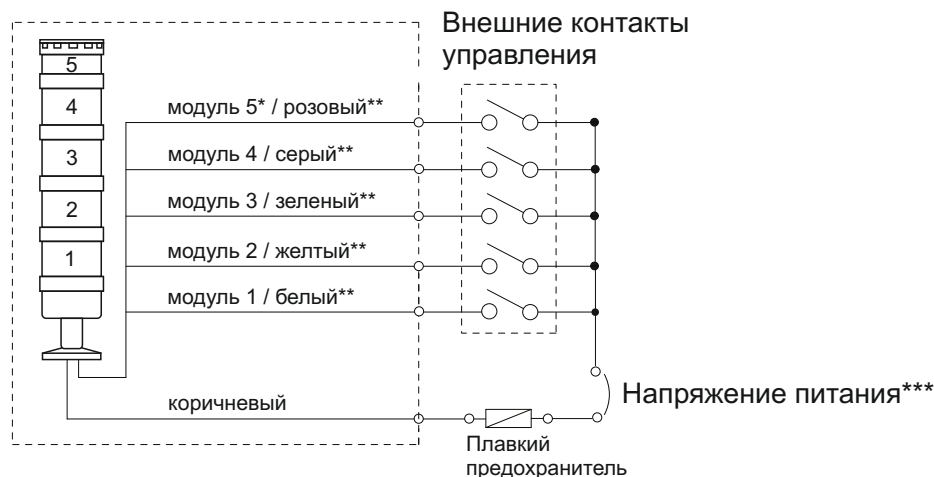 Внешние контакты
управления
5
4
3
2
1
модуль 5* / розовый**
модуль 4 / серый**
модуль 3 / зеленый**
модуль 2 / желтый**
модуль 1 / белый**
коричневый
Напряжение питания***
Плавкий
предохранитель